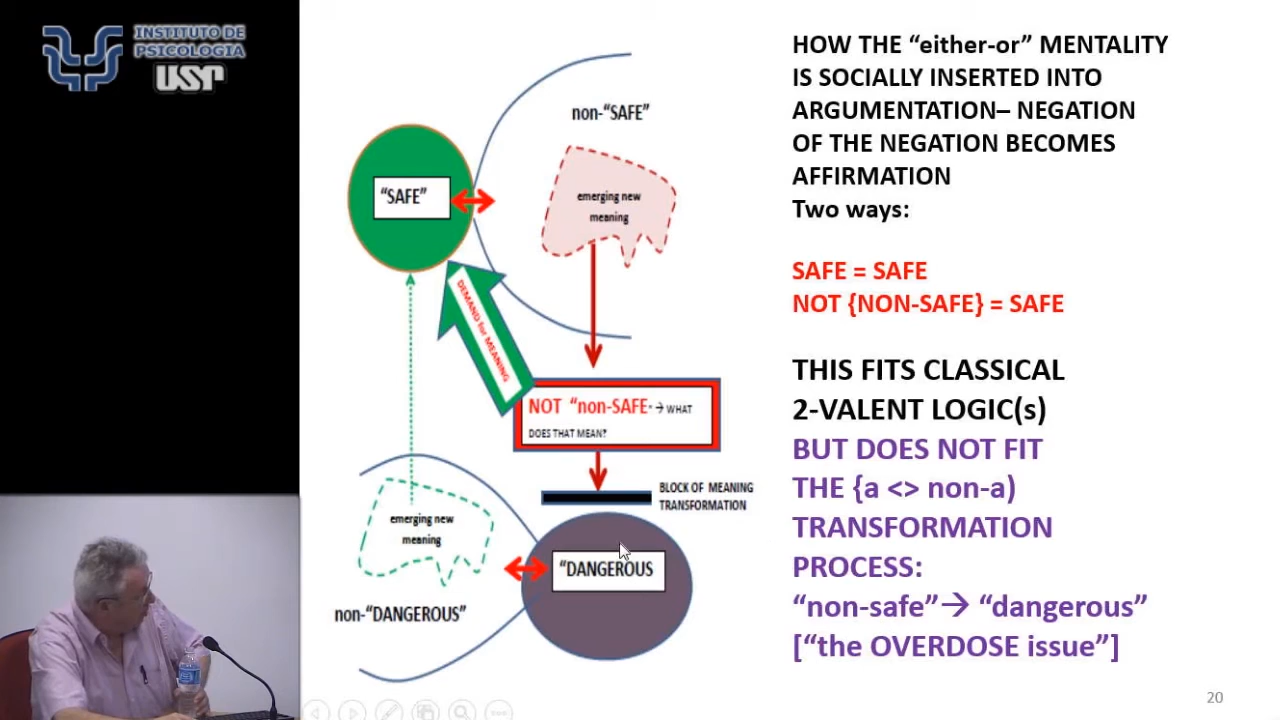 INSTITUTO DE
PSICOLOGIA
USP
HOW THE “either-or” MENTALITY
IS SOCIALLY INSERTED INTO
ARGUMENTATION– NEGATION
OF THE NEGATION BECOMES
AFFIRMATION
Two ways:
SAFE = SAFE
NOT {NON-SAFE} = SAFE
THIS FITS CLASSICAL
2-VALENT LOGIC(s)
BUT DOES NOT FIT
THE {a <> non-a)
TRANSFORMATION
PROCESS:
“non-safe”→ “dangerous”
[“the OVERDOSE issue”]
non-“SAFE”
“SAFE”
emerging new
meaning
DEMAND for MEANING
NOT “non-SAFE” → WHAT
DOES THAT MEAN?
BLOCK OF MEANING
TRANSFORMATION
emerging new
meaning
“DANGEROUS
non-“DANGEROUS”
20